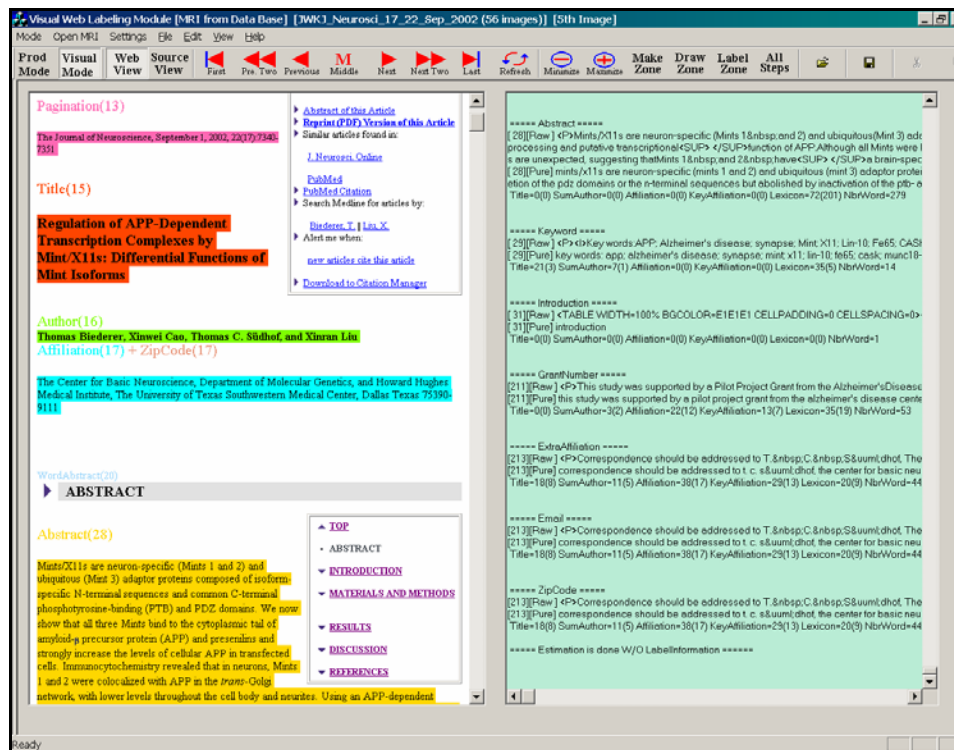 Visual Web Labeling Module [MRI from Data Base] [JWKJ_Neurosci_17_22_Sep_2002 (56 images)] [5th Image]
Mode Open MRI Settings File Edit View Help
Prod Mode Visual Mode Web View Source View First Pre. Two Previous M Middle Next Next Two Last Refresh Minimize Maximize Make Zone Draw Zone Label Zone All Steps
Pagination(13)
The Journal of Neuroscience, September 1, 2002, 22(17):7340-
7351
Title(15)
Regulation of APP-Dependent
Transcription Complexes by
Mint/X11s: Differential Functions of
Mint Isoforms
Abstract of this Article
Reprint (PDF) Version of this Article
Similar articles found in:
J. Neurosci. Online
PubMed
PubMed Citation
Search Medline for articles by:
Biederer, T. || Liu, X.
Alert me when:
new articles cite this article
Download to Citation Manager
Author(16)
Thomas Biederer, Xinwei Cao, Thomas C. Südhof, and Xinran Liu
Affiliation(17) + ZipCode(17)
The Center for Basic Neuroscience, Department of Molecular Genetics, and Howard Hughes
Medical Institute, The University of Texas Southwestern Medical Center, Dallas Texas 75390-
9111
WordAbstract(20)
ABSTRACT
Abstract(28)
Mints/X11s are neuron-specific (Mints 1 and 2) and
ubiquitous (Mint 3) adaptor proteins composed of isoform-
specific N-terminal sequences and common C-terminal
phosphotyrosine-binding (PTB) and PDZ domains. We now
show that all three Mints bind to the cytoplasmic tail of
amyloid-β precursor protein (APP) and presenilins and
strongly increase the levels of cellular APP in transfected
cells. Immunocytochemistry revealed that in neurons, Mints
1 and 2 were colocalized with APP in the trans-Golgi
network, with lower levels throughout the cell body and neurites. Using an APP-dependent
TOP
ABSTRACT
INTRODUCTION
MATERIALS AND METHODS
RESULTS
DISCUSSION
REFERENCES
===== Abstract =====
[ 28][Raw ] <P>Mints/X11s are neuron-specific (Mints 1&nbsp;and 2) and ubiquitous(Mint 3) ada
processing and putative transcriptional<SUP> </SUP>function of APP.Although all Mints were l
s are unexpected, suggesting thatMints 1&nbsp;and 2&nbsp;have<SUP> </SUP>a brain-spec
[ 28][Pure] mints/x11s are neuron-specific (mints 1 and 2) and ubiquitous (mint 3) adaptor protei
etion of the pdz domains or the n-terminal sequences but abolished by inactivation of the ptb- a
Title=0(0) SumAuthor=0(0) Affiliation=0(0) KeyAffiliation=0(0) Lexicon=72(201) NbrWord=279
===== Keyword =====
[ 29][Raw ] <P><I>Key words:APP; Alzheimer's disease; synapse; Mint; X11; Lin-10; Fe65; CASK
[ 29][Pure] key words: app; alzheimer's disease; synapse; mint; x11; lin-10; fe65; cask; munc18-
Title=21(3) SumAuthor=7(1) Affiliation=0(0) KeyAffiliation=0(0) Lexicon=35(5) NbrWord=14
===== Introduction =====
[ 31][Raw ] <TABLE WIDTH=100% BGCOLOR=E1E1E1 CELLPADDING=0 CELLSPACING=0>
[ 31][Pure] introduction
Title=0(0) SumAuthor=0(0) Affiliation=0(0) KeyAffiliation=0(0) Lexicon=0(0) NbrWord=1
===== GrantNumber =====
[211][Raw ] <P>This study was supported by a Pilot Project Grant from the Alzheimer'sDisease
[211][Pure] this study was supported by a pilot project grant from the alzheimer's disease cente
Title=0(0) SumAuthor=3(2) Affiliation=22(12) KeyAffiliation=13(7) Lexicon=35(19) NbrWord=53
===== ExtraAffiliation =====
[213][Raw ] <P>Correspondence should be addressed to T.&nbsp;C.&nbsp;S&uuml;dhof, The
[213][Pure] correspondence should be addressed to t. c. s&uuml;dhof, the center for basic neu
Title=18(8) SumAuthor=11(5) Affiliation=38(17) KeyAffiliation=29(13) Lexicon=20(9) NbrWord=44
===== Email =====
[213][Raw ] <P>Correspondence should be addressed to T.&nbsp;C.&nbsp;S&uuml;dhof, The
[213][Pure] correspondence should be addressed to t. c. s&uuml;dhof, the center for basic neu
Title=18(8) SumAuthor=11(5) Affiliation=38(17) KeyAffiliation=29(13) Lexicon=20(9) NbrWord=44
===== ZipCode =====
[213][Raw ] <P>Correspondence should be addressed to T.&nbsp;C.&nbsp;S&uuml;dhof, The
[213][Pure] correspondence should be addressed to t. c. s&uuml;dhof, the center for basic neu
Title=18(8) SumAuthor=11(5) Affiliation=38(17) KeyAffiliation=29(13) Lexicon=20(9) NbrWord=44
===== Estimation is done W/O LabelInformation ======
Ready